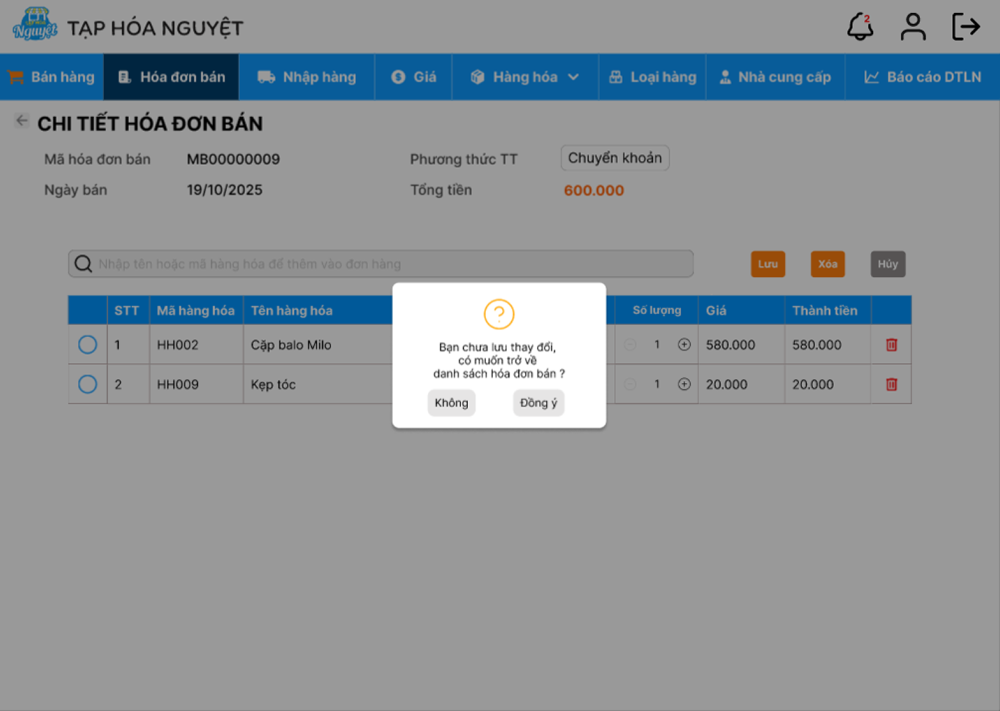 Nguyệt TẠP HÓA NGUYỆT 2
Bán hàng Hóa đơn bán Nhập hàng Giá Hàng hóa Loại hàng Nhà cung cấp Báo cáo DTLN
CHI TIẾT HÓA ĐƠN BÁN
Mã hóa đơn bán MB00000009 Phương thức TT Chuyển khoản
Ngày bán 19/10/2025 Tổng tiền 600.000
Nhập tên hoặc mã hàng hóa để thêm vào đơn hàng Lưu Xóa Hủy
STT Mã hàng hóa Tên hàng hóa Số lượng Giá Thành tiền
1 HH002 Cặp balo Milo 1 580.000 580.000
2 HH009 Kẹp tóc 1 20.000 20.000
Bạn chưa lưu thay đổi,
có muốn trở về
danh sách hóa đơn bán ?
Không Đồng ý